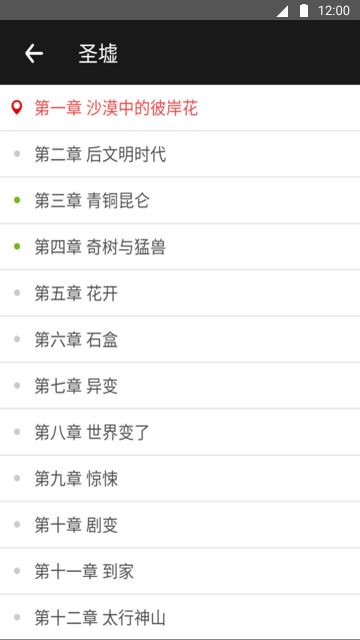 12:00
圣墟
第一章 沙漠中的彼岸花
第二章 后文明时代
第三章 青铜昆仑
第四章 奇树与猛兽
第五章 花开
第六章 石盒
第七章 异变
第八章 世界变了
第九章 惊悚
第十章 剧变
第十一章 到家
第十二章 太行神山